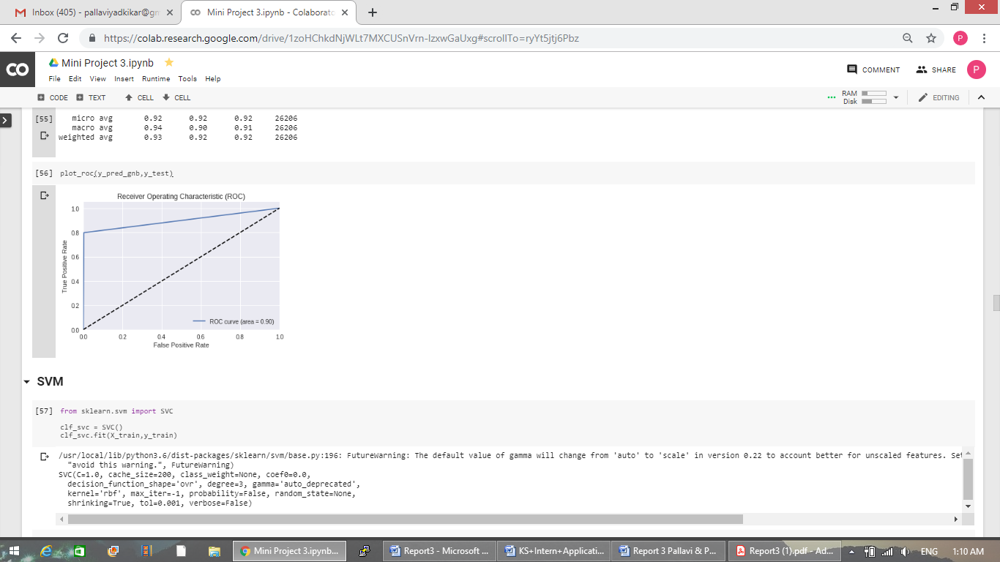 Inbox (405) - pallaviyadkikar@gm
Mini Project 3.ipynb - Colaborato
https://colab.research.google.com/drive/1zoHChkdNjWLt7MXCUSnVrn-lzxwGaUxg#scrollTo=ryYt5jtj6Pbz
P
CO
Mini Project 3.ipynb
File Edit View Insert Runtime Tools Help
COMMENT SHARE P
CODE TEXT CELL CELL
RAM
Disk
EDITING
[55] micro avg 0.92 0.92 0.92 26206
macro avg 0.94 0.90 0.91 26206
weighted avg 0.93 0.92 0.92 26206
[56] plot_roc(y_pred_gnb,y_test)
Receiver Operating Characteristic (ROC)
1.0
0.8
0.6
0.4
0.2
0.0
True Positive Rate
ROC curve (area = 0.90)
0.0 0.2 0.4 0.6 0.8 1.0
False Positive Rate
SVM
[57] from sklearn.svm import SVC
clf_svc = SVC()
clf_svc.fit(X_train,y_train)
/usr/local/lib/python3.6/dist-packages/sklearn/svm/base.py:196: FutureWarning: The default value of gamma will change from 'auto' to 'scale' in version 0.22 to account better for unscaled features. Set
"avoid this warning.", FutureWarning)
SVC(C=1.0, cache_size=200, class_weight=None, coef0=0.0,
decision_function_shape='ovr', degree=3, gamma='auto_deprecated',
kernel='rbf', max_iter=-1, probability=False, random_state=None,
shrinking=True, tol=0.001, verbose=False)
Mini Project 3.ipynb...
Report3 - Microsoft ...
KS+Intern+Applicati...
Report 3 Pallavi & P...
Report3 (1).pdf - Ad...
ENG 1:10 AM